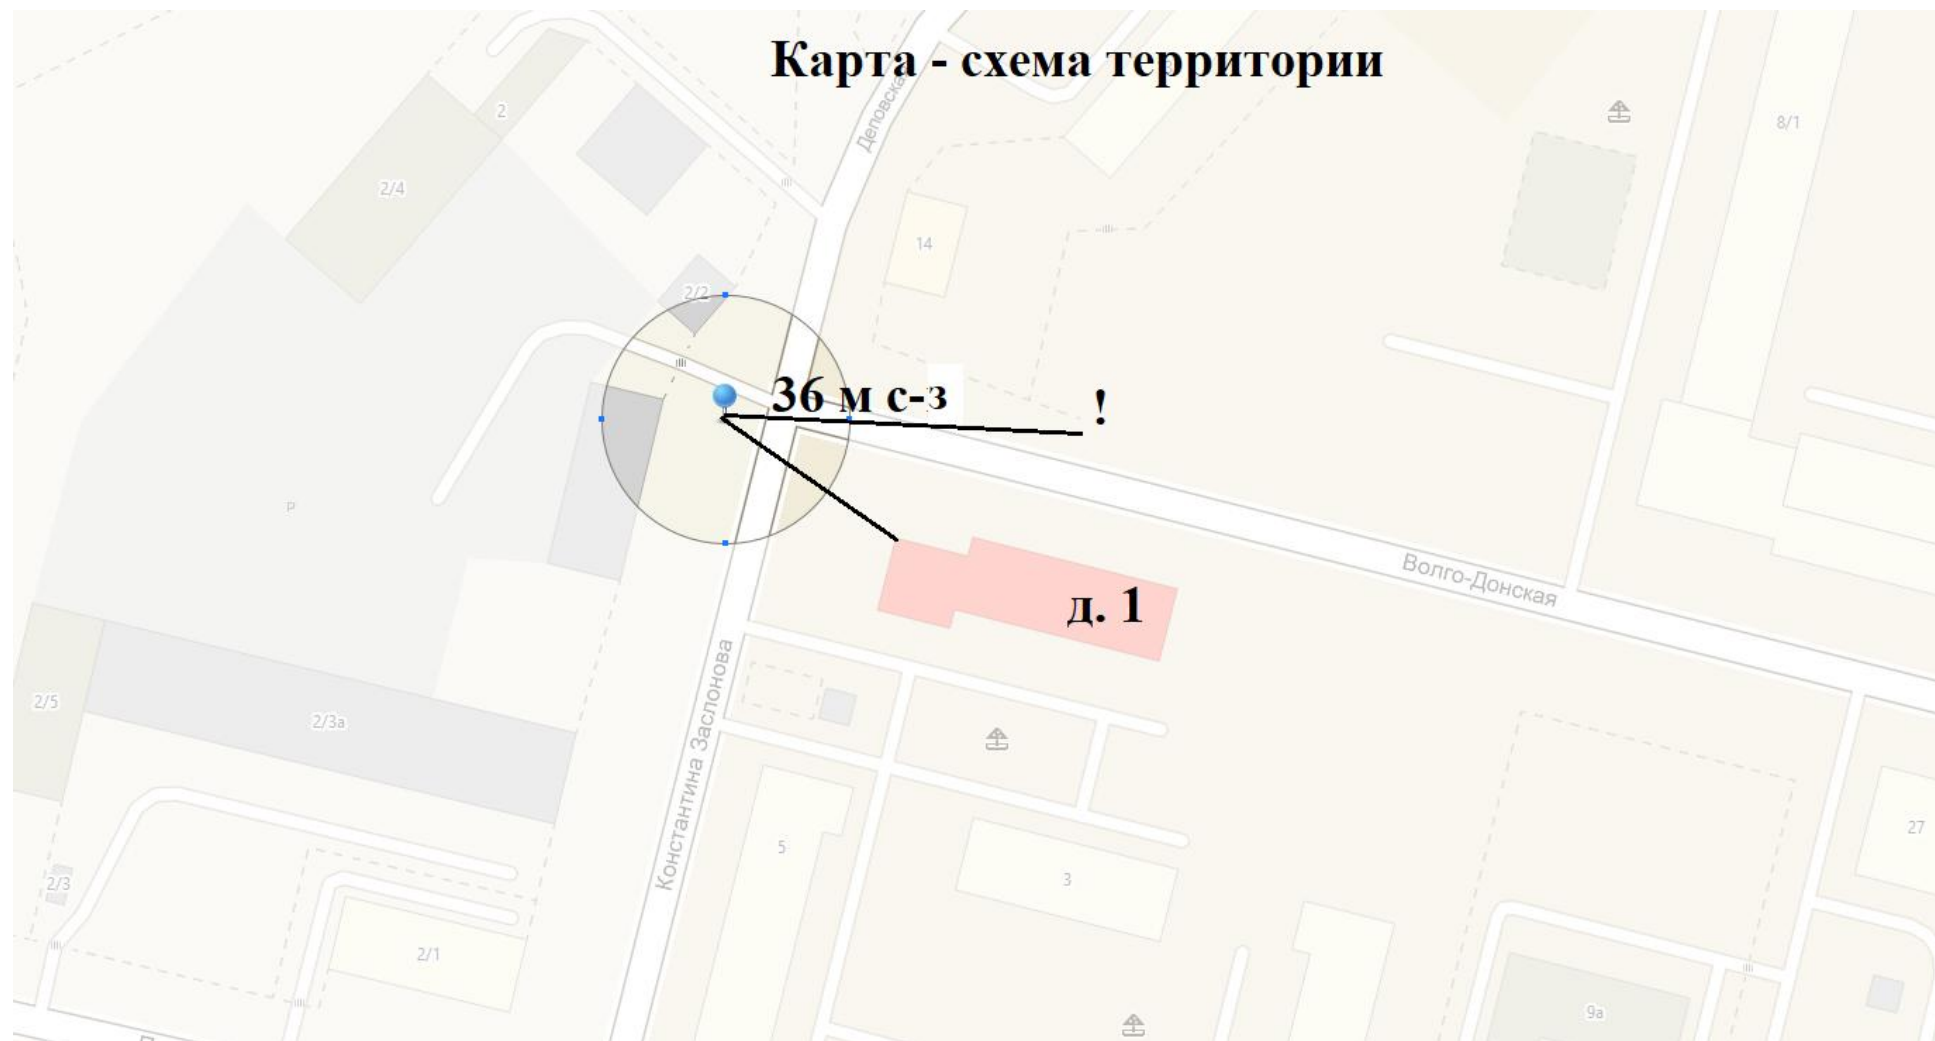 Карта - схема территории
Деповская
2
8/1
2/4
14
2/2
36 м с-з
!
P
Волго-Донская
д. 1
Константина Заслонова
2/5
2/3а
5
27
3
2/3
2/1
9а